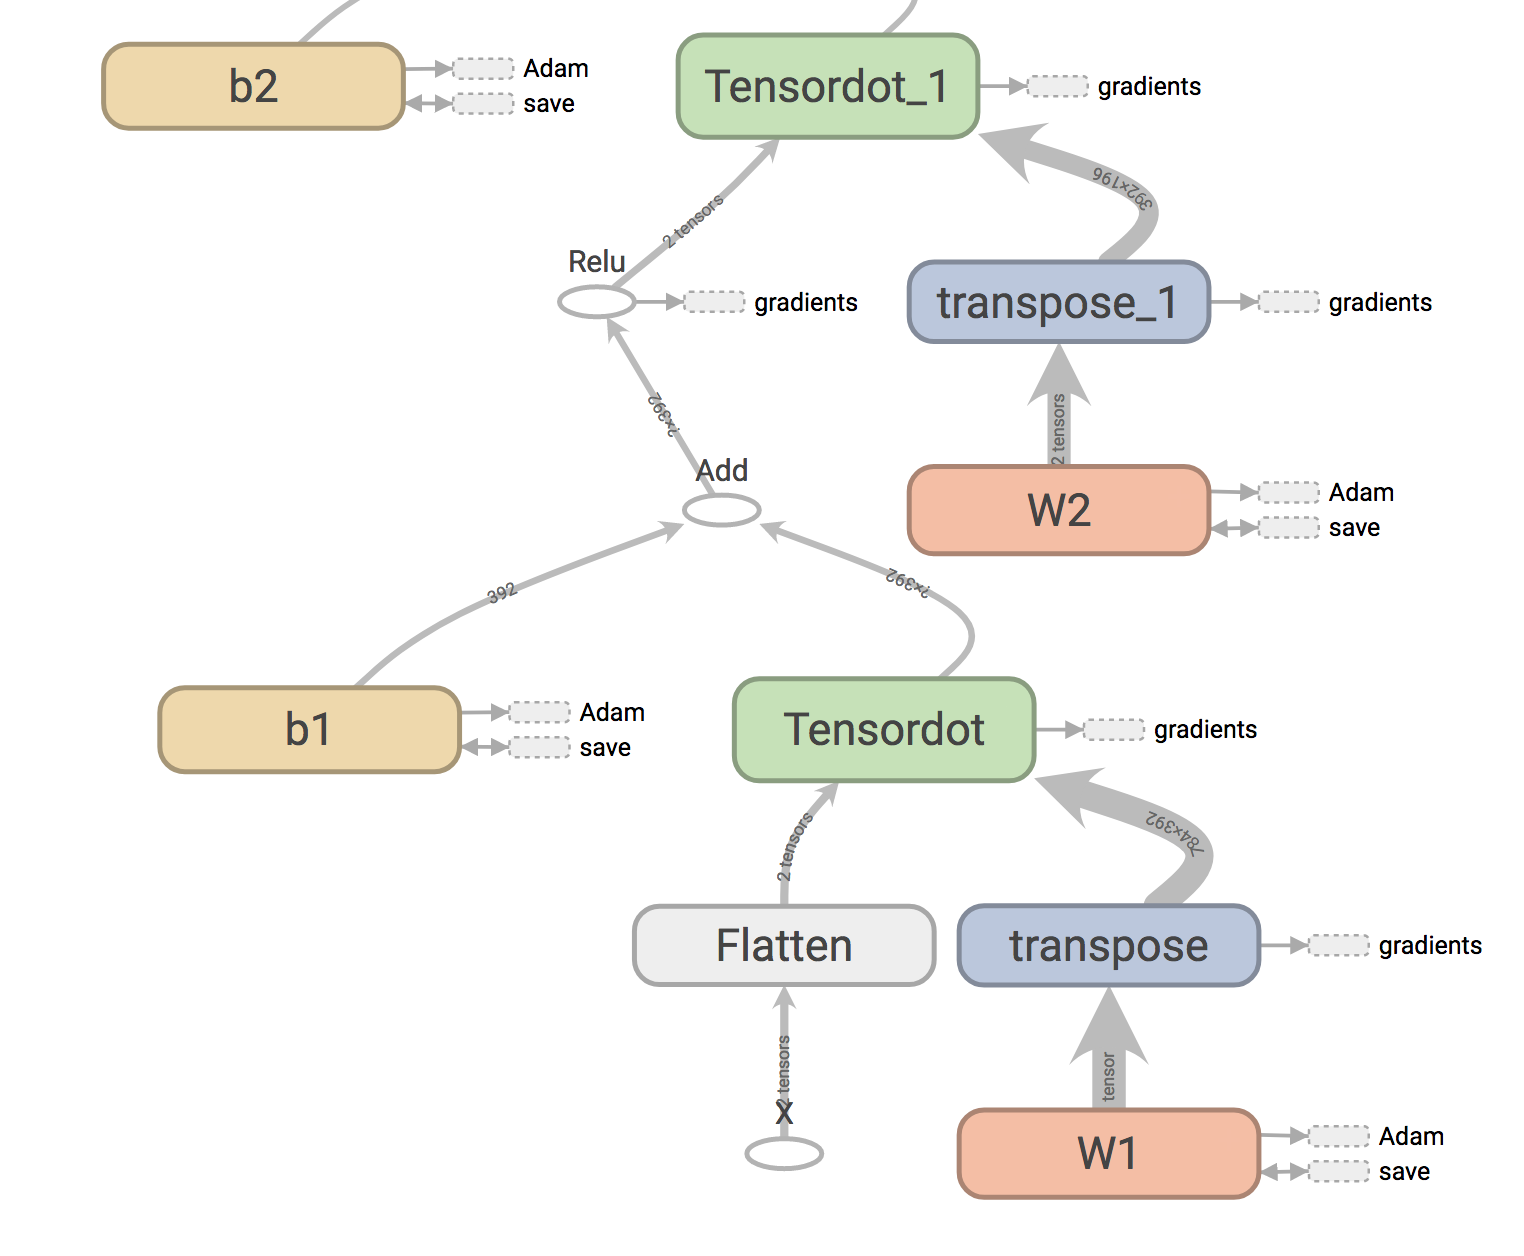 b2
Adam
save
Tensordot_1
gradients
392×196
2 tensors
Relu
gradients
transpose_1
gradients
?×392
2 tensors
Add
W2
Adam
save
392
?×392
b1
Adam
save
Tensordot
gradients
2 tensors
784×392
Flatten
transpose
gradients
2 tensors
tensor
X
W1
Adam
save